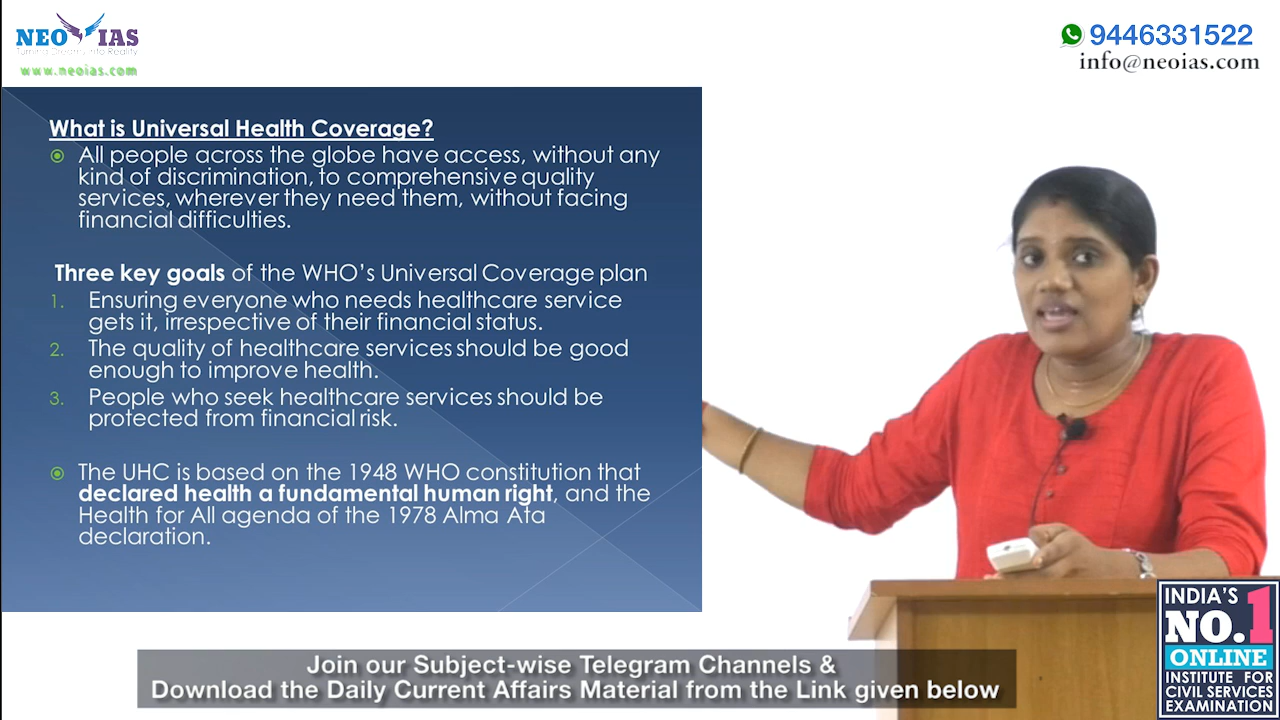 NEO IAS
Turning Dreams Into Reality
www.neoias.com
9446331522
info@neoias.com
What is Universal Health Coverage?
All people across the globe have access, without any
kind of discrimination, to comprehensive quality
services, wherever they need them, without facing
financial difficulties.
Three key goals of the WHO's Universal Coverage plan
1. Ensuring everyone who needs healthcare service
gets it, irrespective of their financial status.
2. The quality of healthcare services should be good
enough to improve health.
3. People who seek healthcare services should be
protected from financial risk.
The UHC is based on the 1948 WHO constitution that
declared health a fundamental human right, and the
Health for All agenda of the 1978 Alma Ata
declaration.
INDIA'S
NO.1
ONLINE
INSTITUTE FOR
CIVIL SERVICES
EXAMINATION
Join our Subject-wise Telegram Channels &
Download the Daily Current Affairs Material from the Link given below